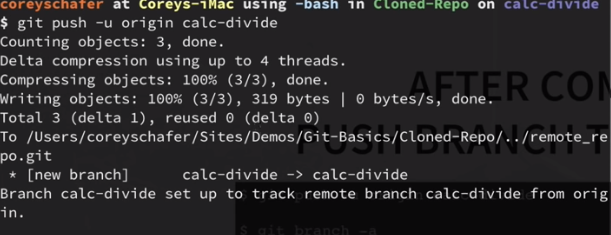 coreyschafer at Coreys-iMac using -bash in Cloned-Repo on calc-divide
$ git push -u origin calc-divide
Counting objects: 3, done.
Delta compression using up to 4 threads.
Compressing objects: 100% (3/3), done.
Writing objects: 100% (3/3), 319 bytes | 0 bytes/s, done.
Total 3 (delta 1), reused 0 (delta 0)
To /Users/coreyschafer/Sites/Demos/Git-Basics/Cloned-Repo/../remote_re
po.git
 * [new branch]      calc-divide -> calc-divide
Branch calc-divide set up to track remote branch calc-divide from orig
in.
AFTER COM
PUSH BRANCH T
$ git branch -a